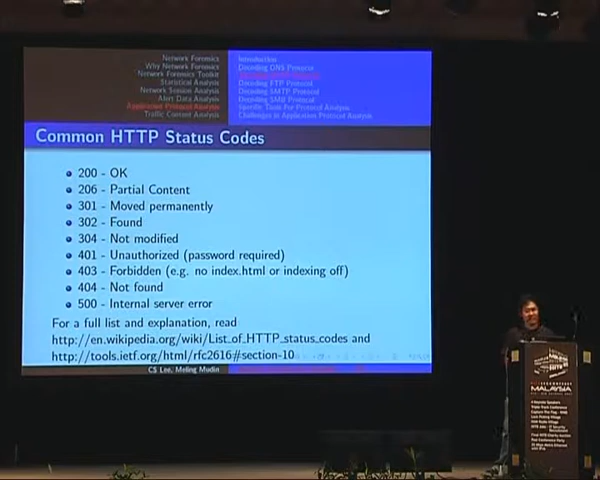 Network Forensics
Why Network Forensics
Network Forensics Toolkit
Statistical Analysis
Network Session Analysis
Alert Data Analysis
Application Protocol Analysis
Traffic Content Analysis
Introduction
Decoding DNS Protocol
Decoding FTP Protocol
Decoding SMTP Protocol
Decoding SMB Protocol
Specific Tools For Protocol Analysis
Challenges in Application Protocol Analysis
Common HTTP Status Codes
200 - OK
206 - Partial Content
301 - Moved permanently
302 - Found
304 - Not modified
401 - Unauthorized (password required)
403 - Forbidden (e.g. no index.html or indexing off)
404 - Not found
500 - Internal server error
For a full list and explanation, read
http://en.wikipedia.org/wiki/List_of_HTTP_status_codes and
http://tools.ietf.org/html/rfc2616#section-10
CS Lee, Meling Mudin
MALAYSIA